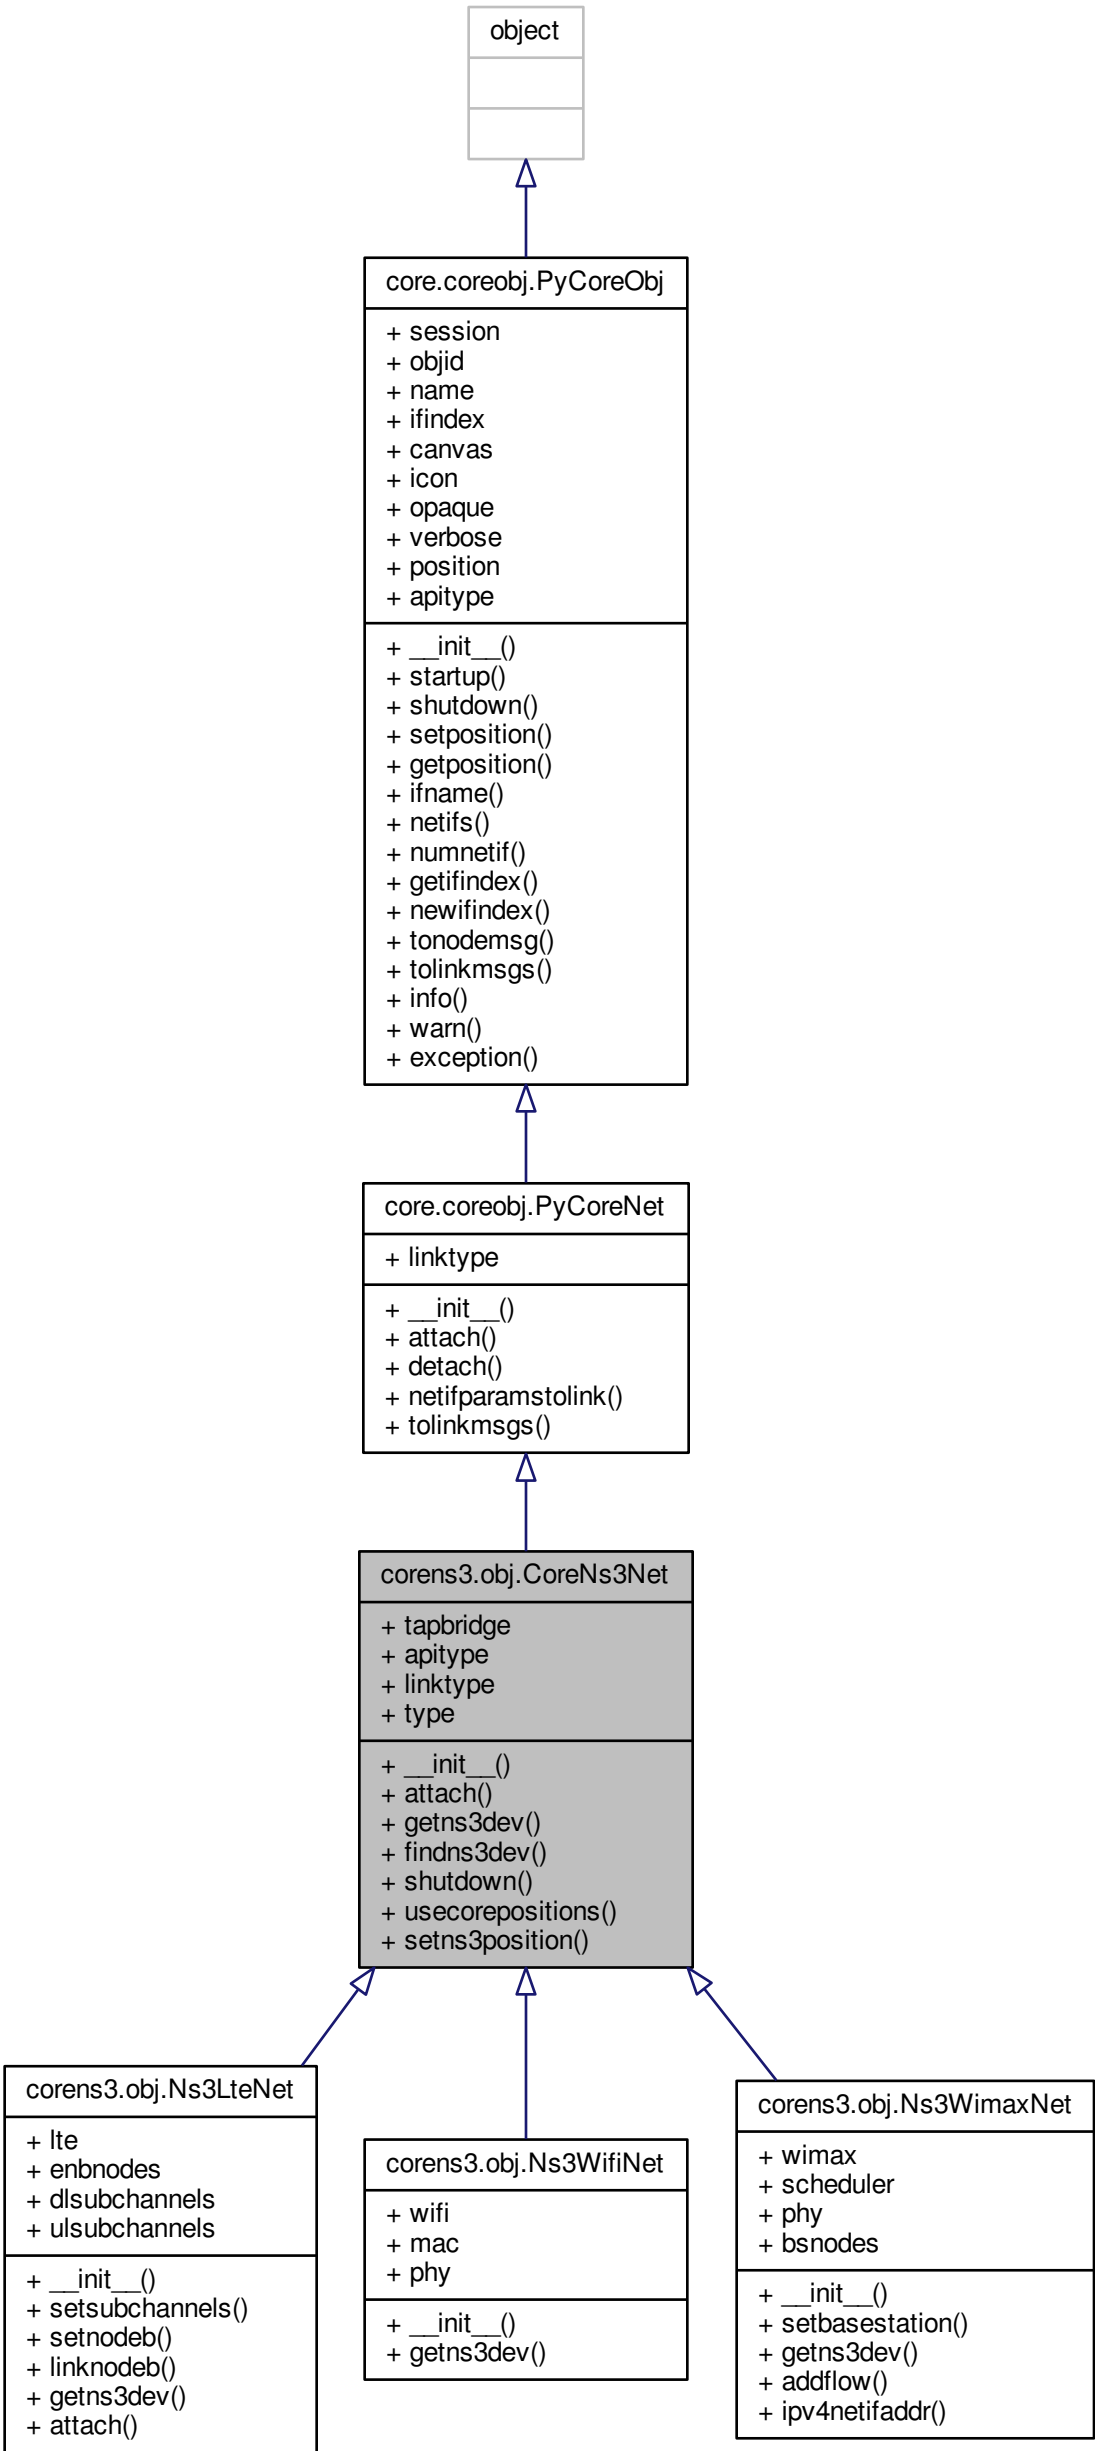 object
core.coreobj.PyCoreObj
+ session
+ objid
+ name
+ ifindex
+ canvas
+ icon
+ opaque
+ verbose
+ position
+ apitype
+ __init__()
+ startup()
+ shutdown()
+ setposition()
+ getposition()
+ ifname()
+ netifs()
+ numnetif()
+ getifindex()
+ newifindex()
+ tonodemsg()
+ tolinkmsgs()
+ info()
+ warn()
+ exception()
core.coreobj.PyCoreNet
+ linktype
+ __init__()
+ attach()
+ detach()
+ netifparamstolink()
+ tolinkmsgs()
corens3.obj.CoreNs3Net
+ tapbridge
+ apitype
+ linktype
+ type
+ __init__()
+ attach()
+ getns3dev()
+ findns3dev()
+ shutdown()
+ usecorepositions()
+ setns3position()
corens3.obj.Ns3LteNet
+ lte
+ enbnodes
+ dlsubchannels
+ ulsubchannels
+ __init__()
+ setsubchannels()
+ setnodeb()
+ linknodeb()
+ getns3dev()
+ attach()
corens3.obj.Ns3WifiNet
+ wifi
+ mac
+ phy
+ __init__()
+ getns3dev()
corens3.obj.Ns3WimaxNet
+ wimax
+ scheduler
+ phy
+ bsnodes
+ __init__()
+ setbasestation()
+ getns3dev()
+ addflow()
+ ipv4netifaddr()